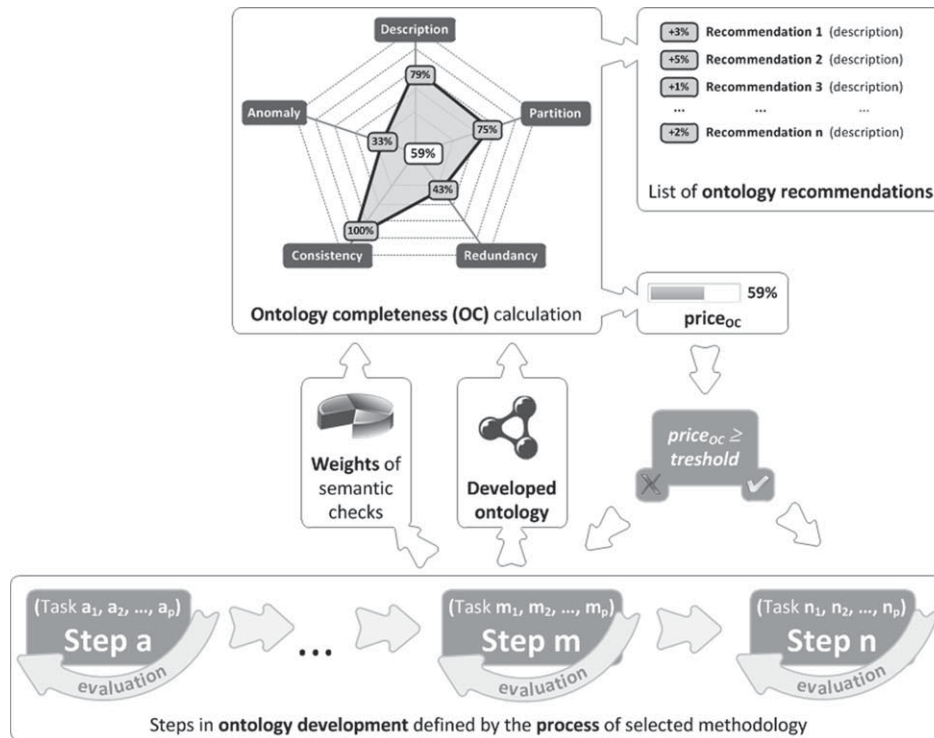 Description
79%
Anomaly
Partition
33%
75%
59%
43%
100%
Consistency
Redundancy
Ontology completeness (OC) calculation
+3% Recommendation 1 (description)
+5% Recommendation 2 (description)
+1% Recommendation 3 (description)
... ... ...
+2% Recommendation n (description)
List of ontology recommendations
59%
priceOC
Weights of
semantic
checks
Developed
ontology
priceOC ≥
treshold
(Task a1, a2, ..., ap)
Step a
evaluation
...
(Task m1, m2, ..., mp)
Step m
evaluation
(Task n1, n2, ..., np)
Step n
evaluation
Steps in ontology development defined by the process of selected methodology